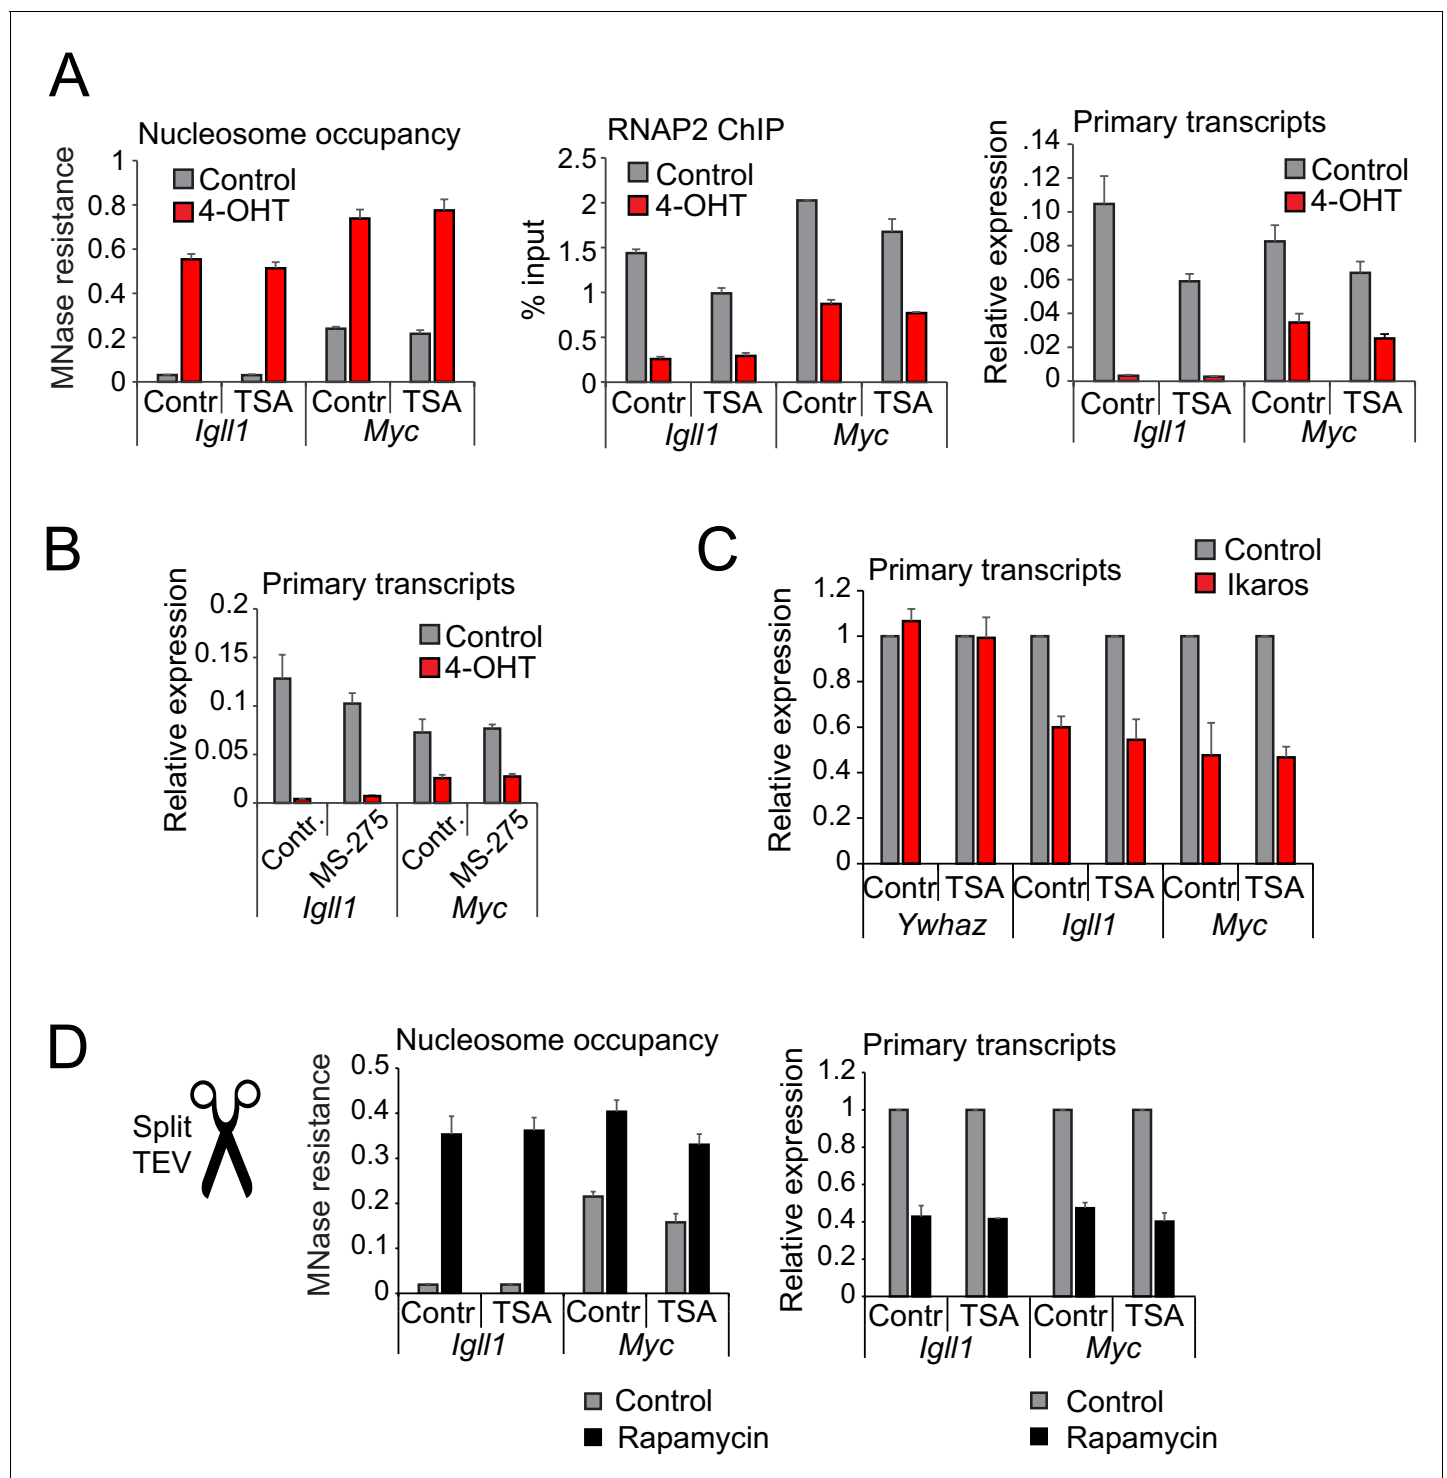 A
Nucleosome occupancy
MNase resistance
1
0.8
0.6
0.4
0.2
0
Control
4-OHT
Contr TSA Contr TSA
Igll1 Myc
RNAP2 ChIP
% input
2.5
2
1.5
1
0.5
0
Control
4-OHT
Contr TSA Contr TSA
Igll1 Myc
Primary transcripts
Relative expression
.14
.12
.10
.08
.06
.04
.02
0
Control
4-OHT
Contr TSA Contr TSA
Igll1 Myc
B
Primary transcripts
Relative expression
0.2
0.15
0.1
0.05
0
Control
4-OHT
Contr. MS-275 Contr. MS-275
Igll1 Myc
C
Primary transcripts
Relative expression
1.2
1
0.8
0.6
0.4
0.2
0
Control
Ikaros
Contr TSA Contr TSA Contr TSA
Ywhaz Igll1 Myc
D
Split
TEV
Nucleosome occupancy
MNase resistance
0.5
0.4
0.3
0.2
0.1
0
Contr TSA Contr TSA
Igll1 Myc
Control
Rapamycin
Primary transcripts
Relative expression
1.2
1
0.8
0.6
0.4
0.2
0
Contr TSA Contr TSA
Igll1 Myc
Control
Rapamycin